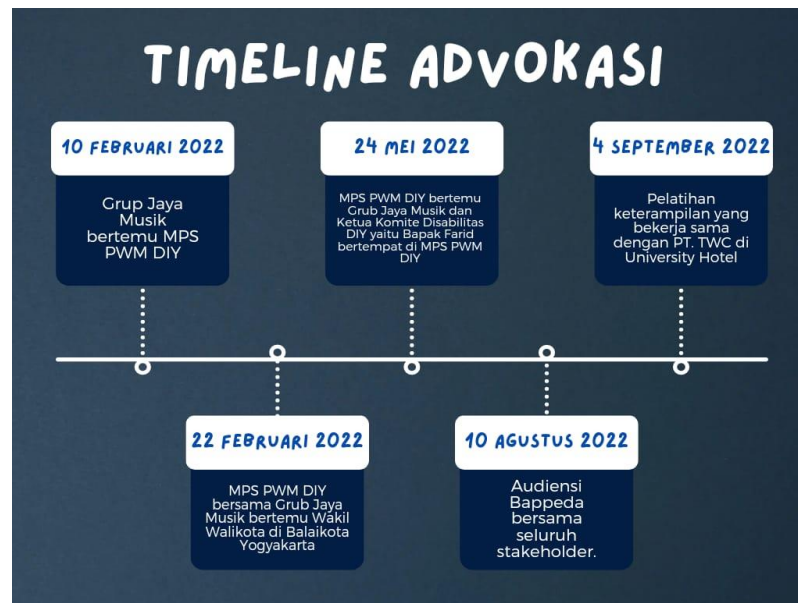 TIMELINE ADVOKASI
10 FEBRUARI 2022
Grup Jaya
Musik
bertemu MPS
PWM DIY
22 FEBRUARI 2022
MPS PWM DIY
bersama Grub Jaya
Musik bertemu Wakil
Walikota di Balaikota
Yogyakarta
24 MEI 2022
MPS PWM DIY bertemu
Grub Jaya Musik dan
Ketua Komite Disabilitas
DIY yaitu Bapak Farid
bertempat di MPS PWM
DIY
10 AGUSTUS 2022
Audiensi
Bappeda
bersama
seluruh
stakeholder.
4 SEPTEMBER 2022
Pelatihan
keterampilan yang
bekerja sama
dengan PT. TWC di
University Hotel